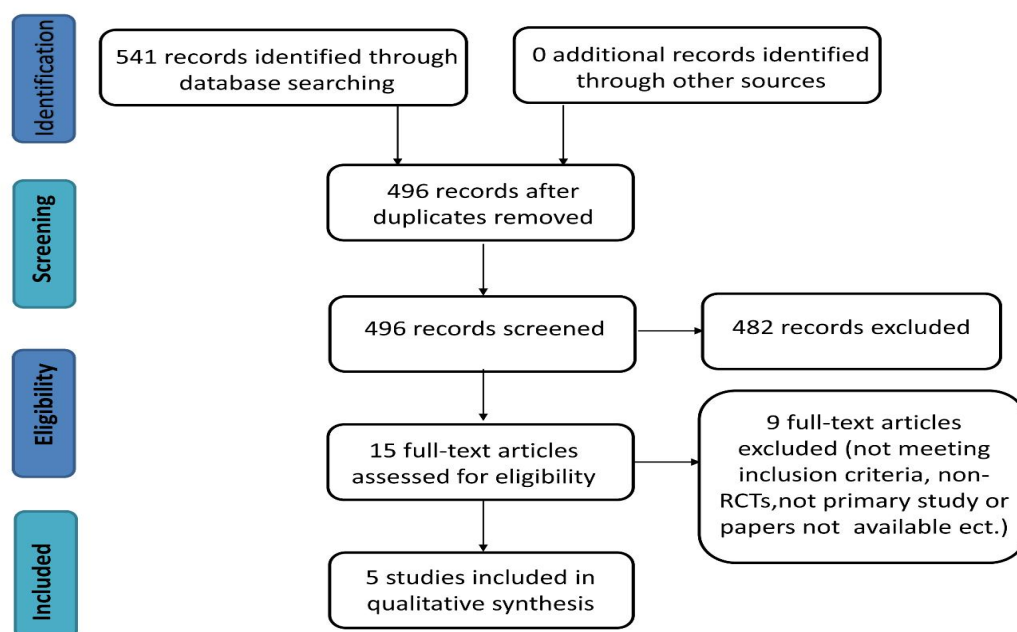 Identification
541 records identified through
database searching
0 additional records identified
through other sources
Screening
496 records after
duplicates removed
496 records screened
482 records excluded
Eligibility
15 full-text articles
assessed for eligibility
9 full-text articles
excluded (not meeting
inclusion criteria, non-
RCTs,not primary study or
papers not available ect.)
Included
5 studies included in
qualitative synthesis